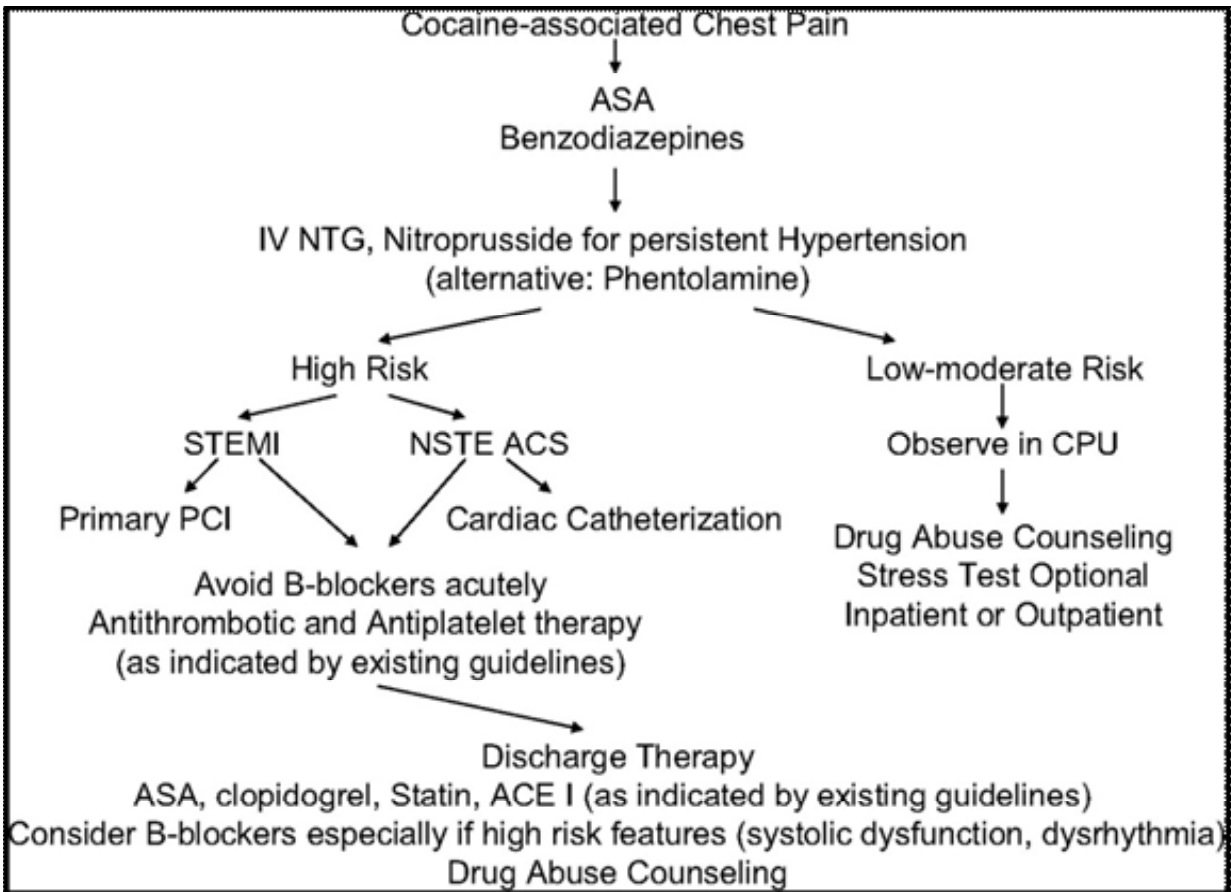 Cocaine-associated Chest Pain
ASA
Benzodiazepines
IV NTG, Nitroprusside for persistent Hypertension
(alternative: Phentolamine)
High Risk
Low-moderate Risk
STEMI
NSTE ACS
Observe in CPU
Primary PCI
Cardiac Catheterization
Drug Abuse Counseling
Stress Test Optional
Inpatient or Outpatient
Avoid B-blockers acutely
Antithrombotic and Antiplatelet therapy
(as indicated by existing guidelines)
Discharge Therapy
ASA, clopidogrel, Statin, ACE I (as indicated by existing guidelines)
Consider B-blockers especially if high risk features (systolic dysfunction, dysrhythmia)
Drug Abuse Counseling